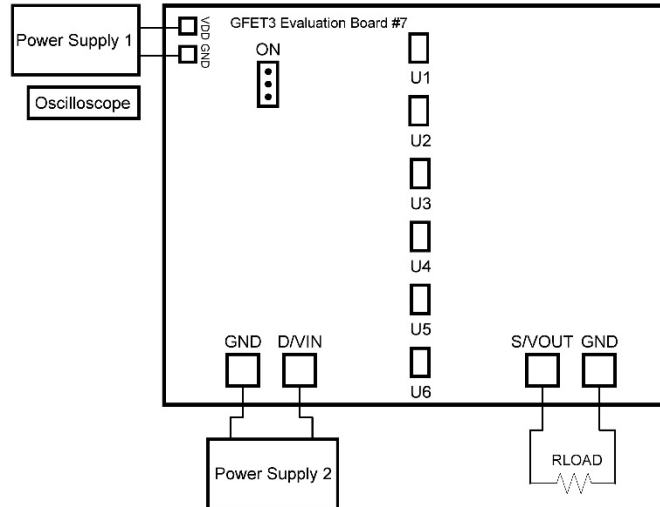 Power Supply 1
VDD
GND
GFET3 Evaluation Board #7
ON
Oscilloscope
U1
U2
U3
U4
U5
U6
GND D/VIN
S/VOUT GND
Power Supply 2
RLOAD